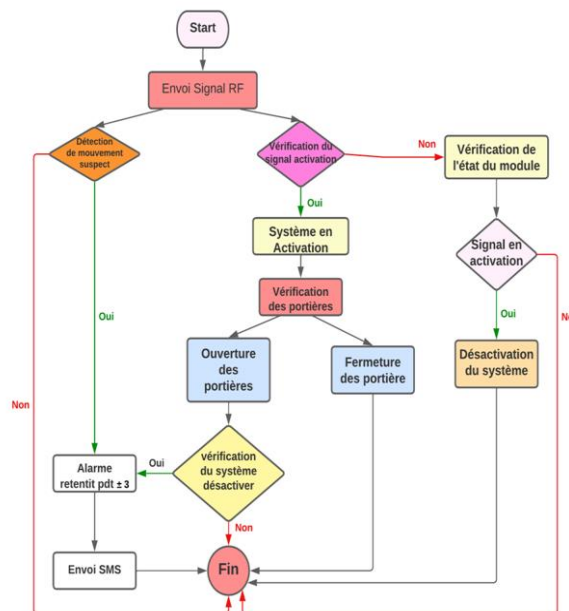 Start
Envoi Signal RF
Détection
de mouvement
suspect
Vérification du
signal activation
Non
Vérification de
l'état du module
Oui
Système en
Activation
Signal en
activation
Vérification
des portières
Oui
Oui
Ouverture
des
portières
Fermeture
des portière
Désactivation
du système
Non
Alarme
retentit pdt ± 3
Oui
vérification
du système
désactiver
Non
Envoi SMS
Fin